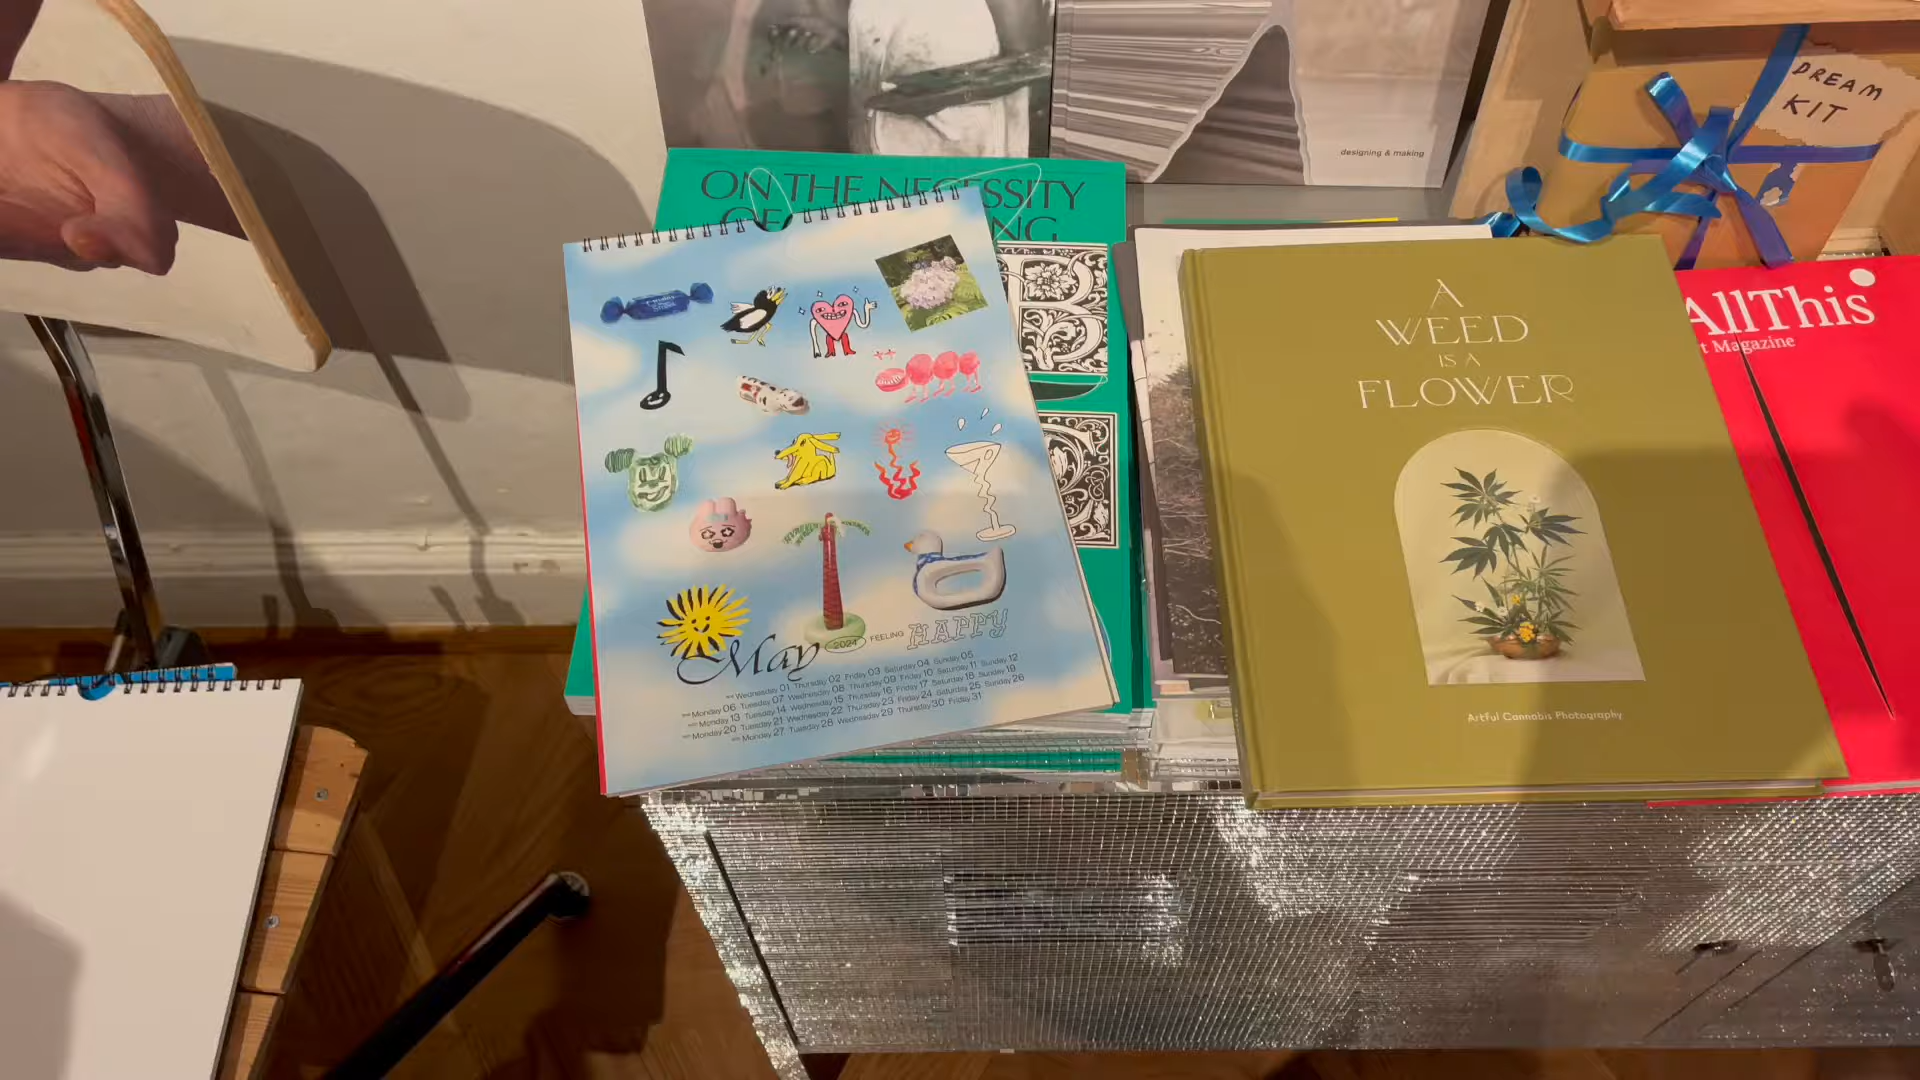 designing & making
DREAM
KIT
ON THE NECESSITY
OF NG
AllThis
t Magazine
A
WEED
IS A
FLOWER
Artful Cannabis Photography
May 2024 FEELING HAPPY
Wednesday 01 Thursday 02 Friday 03 Saturday 04 Sunday 05
Monday 06 Tuesday 07 Wednesday 08 Thursday 09 Friday 10 Saturday 11 Sunday 12
Monday 13 Tuesday 14 Wednesday 15 Thursday 16 Friday 17 Saturday 18 Sunday 19
Monday 20 Tuesday 21 Wednesday 22 Thursday 23 Friday 24 Saturday 25 Sunday 26
Monday 27 Tuesday 28 Wednesday 29 Thursday 30 Friday 31